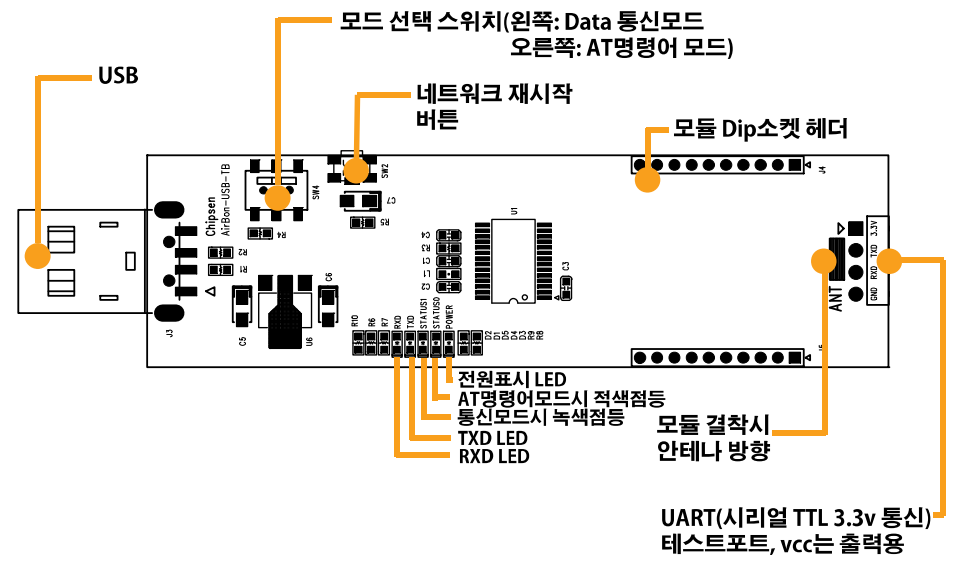 모드 선택 스위치(왼쪽: Data 통신모드
오른쪽: AT명령어 모드)
USB
네트워크 재시작
버튼
모듈 Dip소켓 헤더
Chipsen
AirBon-USB-TB
SW4
SW2
C7
R5
R4
R2
R1
J3
C5
C6
U6
U1
C4
R3
C1
L1
C2
C3
J4
3.3V
TXD
RXD
GND
ANT
R10
R6
R7
RXD
TXD
STATUS1
STATUS0
POWER
D2
D1
D5
D4
D3
R9
R8
전원표시 LED
AT명령어모드시 적색점등
통신모드시 녹색점등
TXD LED
RXD LED
모듈 결착시
안테나 방향
UART(시리얼 TTL 3.3v 통신)
테스트포트, vcc는 출력용